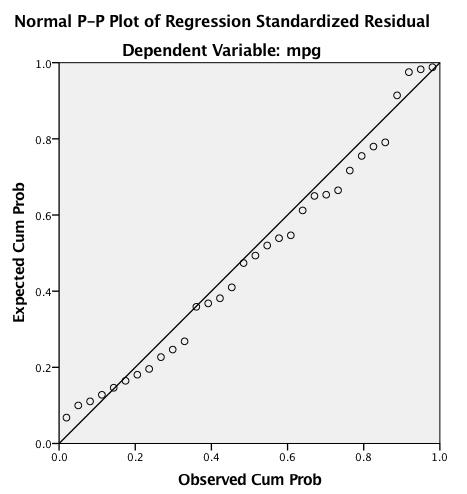 Normal P-P Plot of Regression Standardized Residual
Dependent Variable: mpg
1.0
0.8
0.6
0.4
0.2
0.0
Expected Cum Prob
0.0 0.2 0.4 0.6 0.8 1.0
Observed Cum Prob